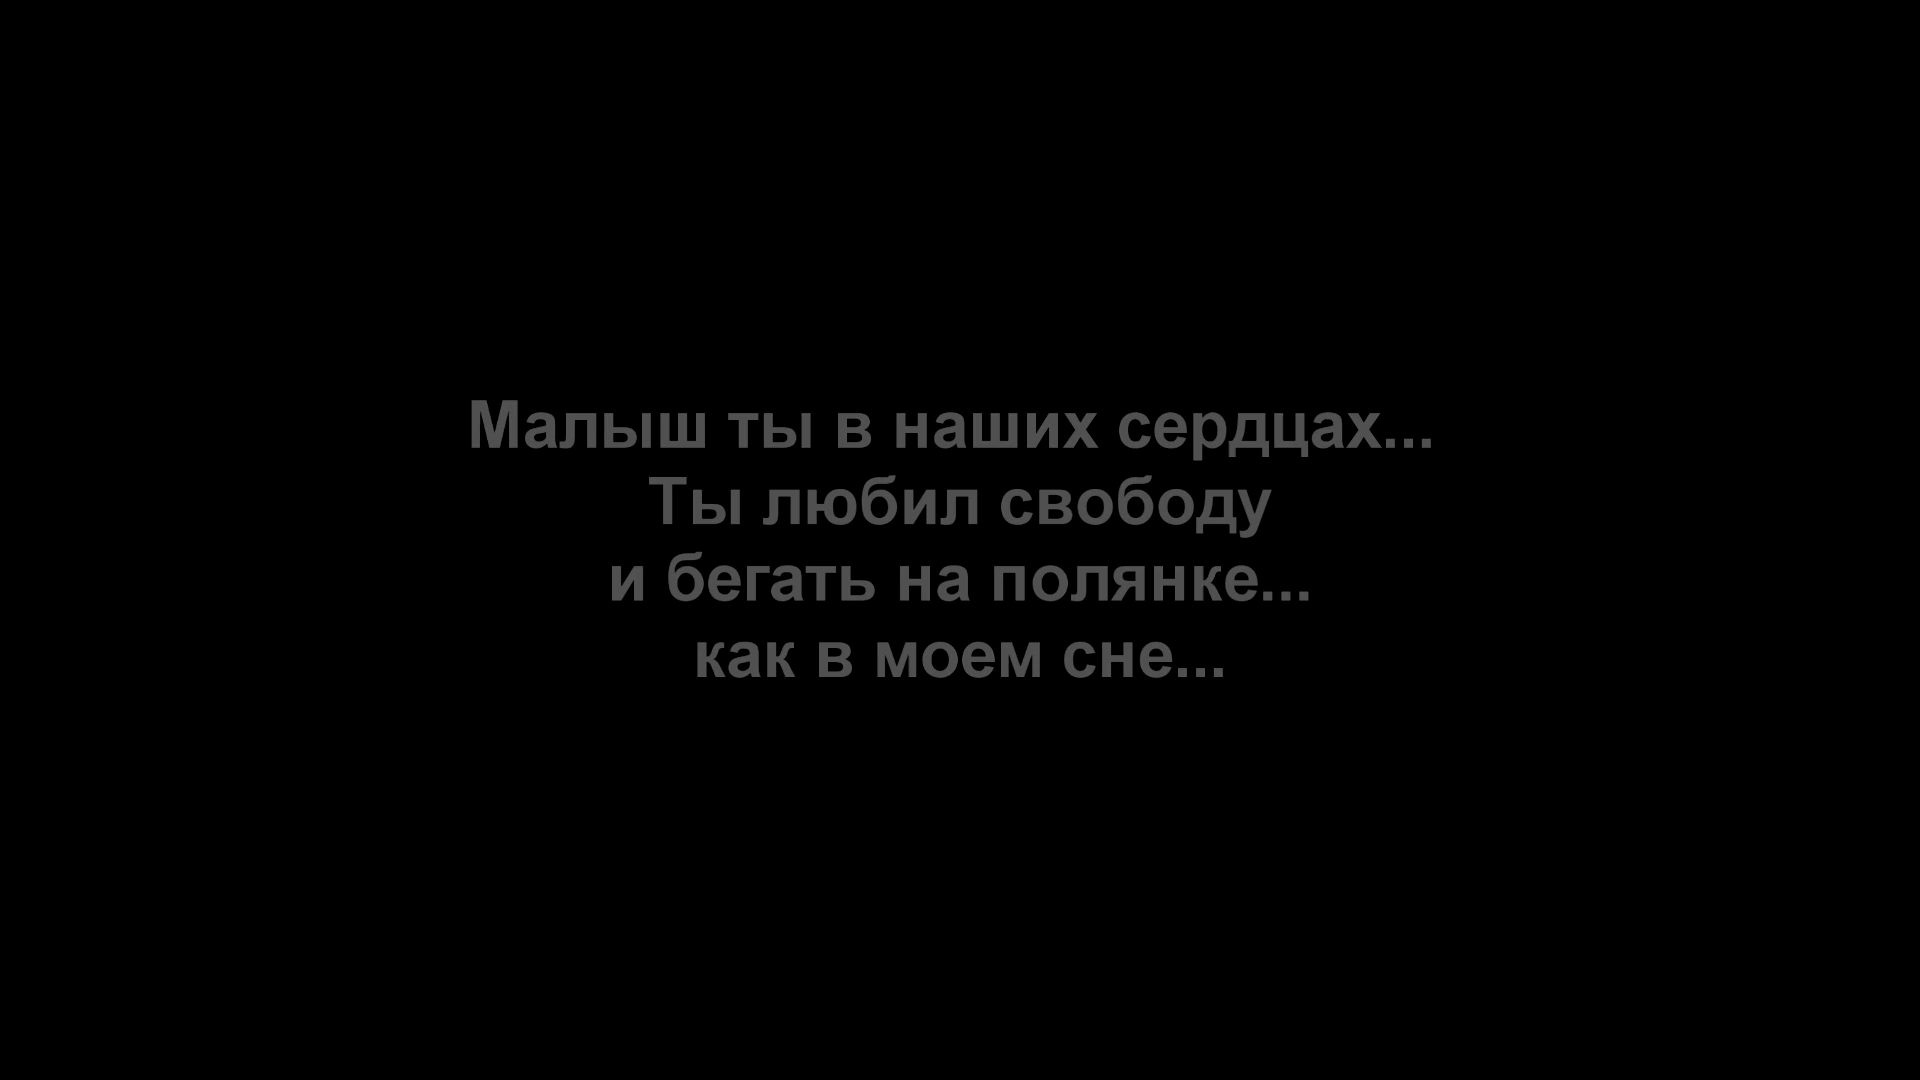 Малыш ты в наших сердцах...
Ты любил свободу
и бегать на полянке...
как в моем сне...